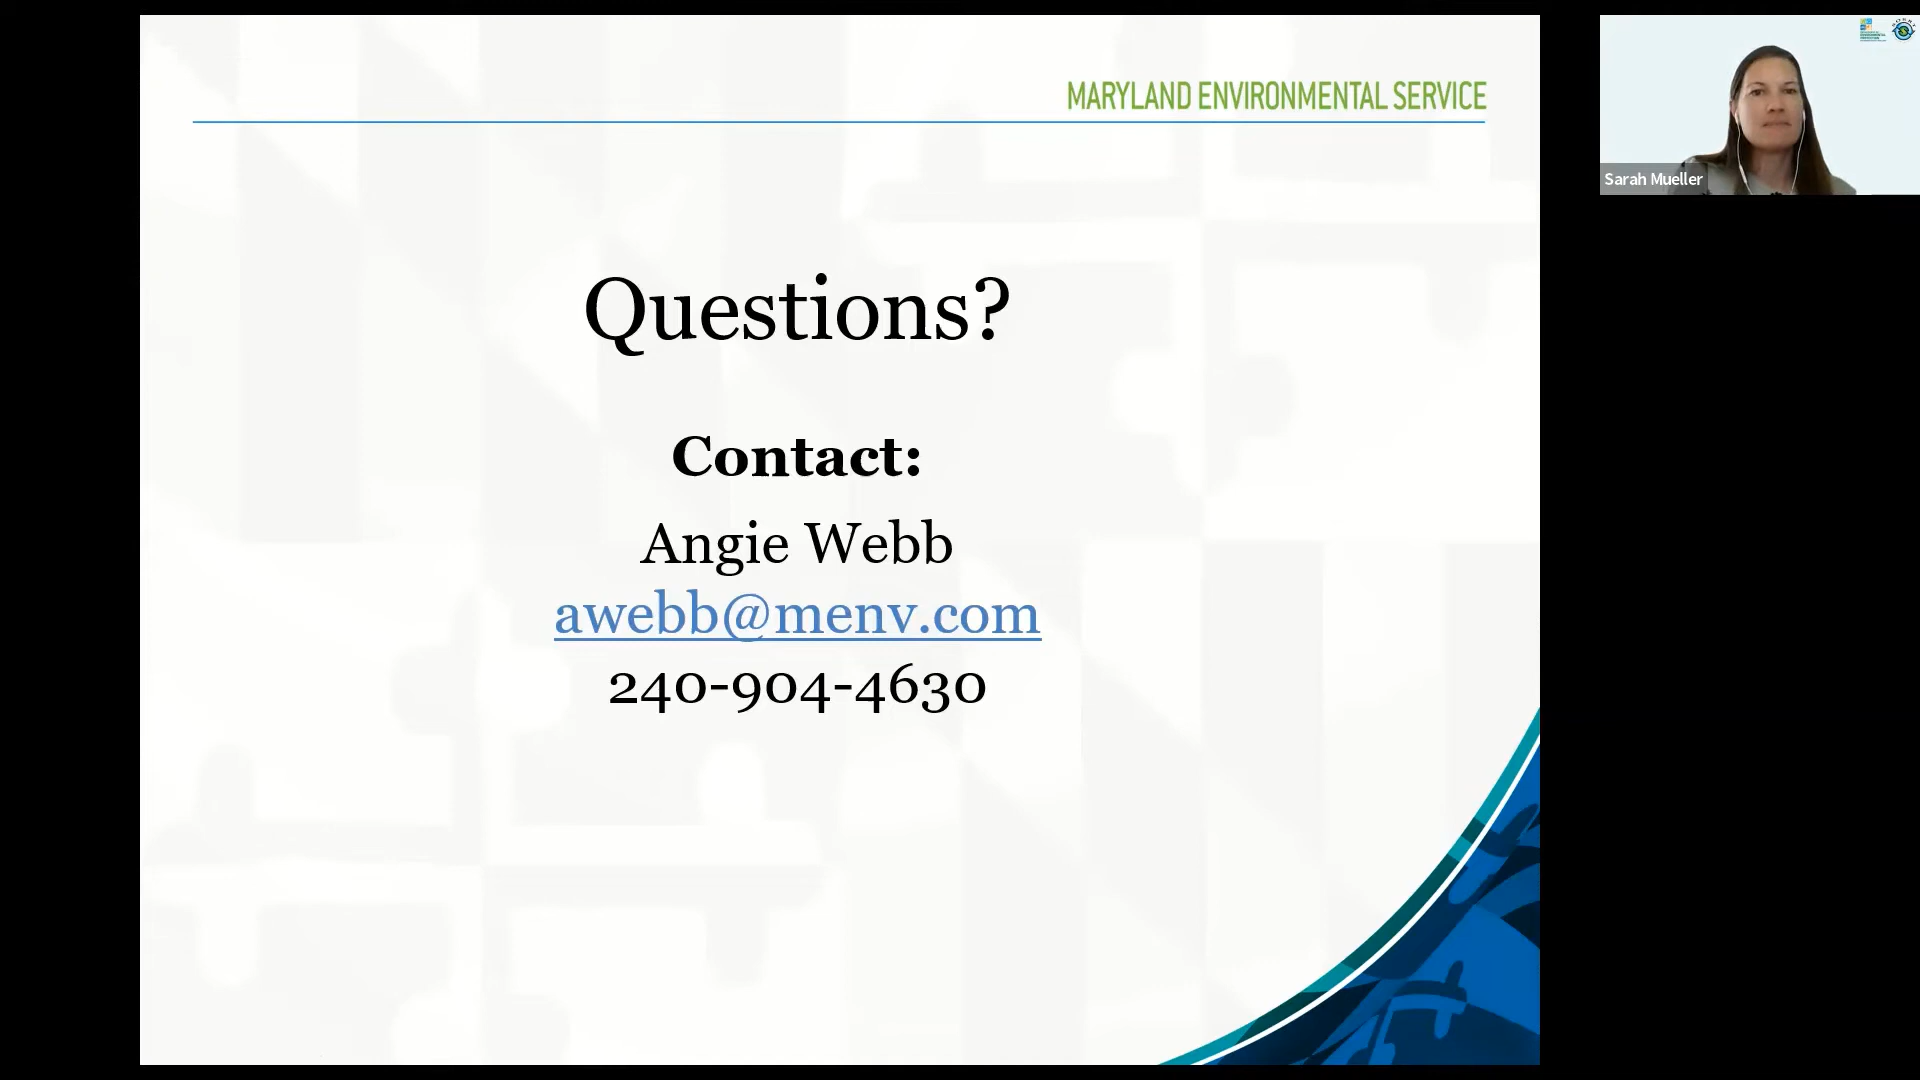 MARYLAND ENVIRONMENTAL SERVICE
Questions?
Contact:
Angie Webb
awebb@menv.com
240-904-4630
Sarah Mueller